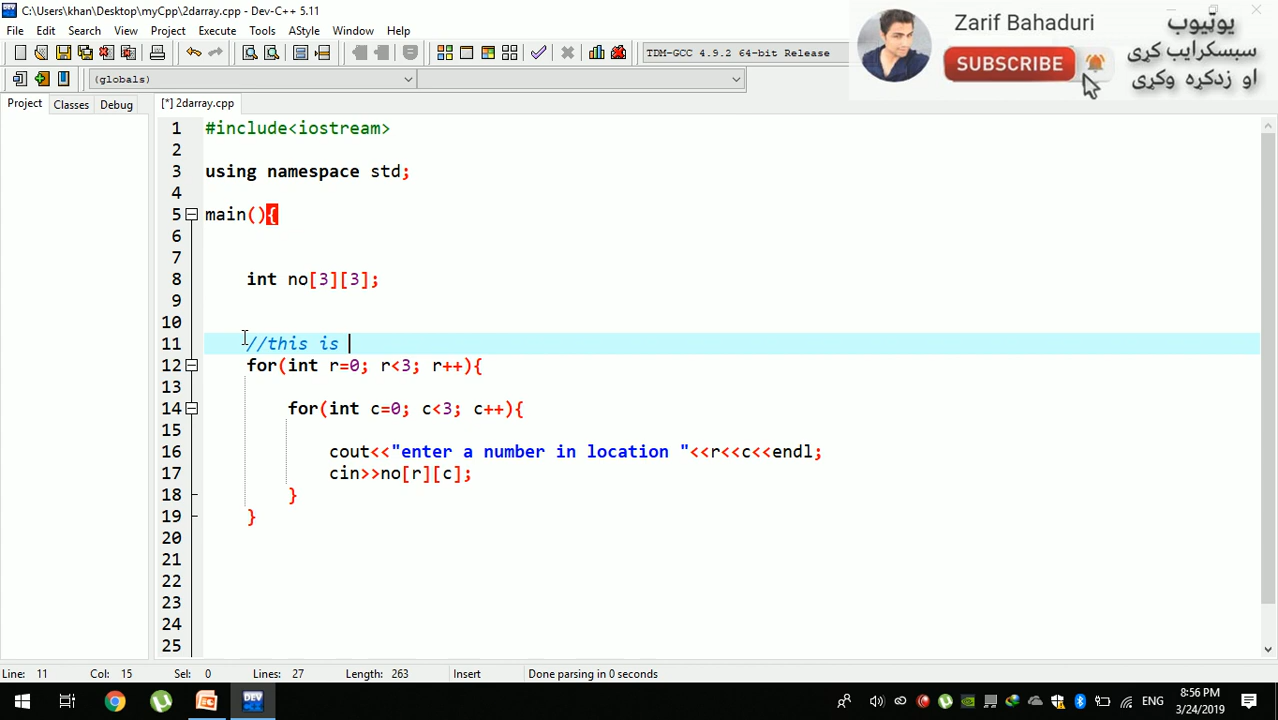 C:\Users\khan\Desktop\myCpp\2darray.cpp - Dev-C++ 5.11
File Edit Search View Project Execute Tools AStyle Window Help
TDM-GCC 4.9.2 64-bit Release
(globals)
Project Classes Debug
[*] 2darray.cpp
Zarif Bahaduri
SUBSCRIBE
یوټیوب
سبسکرایب کړی
او زدکړه وکړی
1 #include<iostream>
2
3 using namespace std;
4
5 main(){
6
7
8 int no[3][3];
9
10
11 //this is
12 for(int r=0; r<3; r++){
13
14 for(int c=0; c<3; c++){
15
16 cout<<"enter a number in location "<<r<<c<<endl;
17 cin>>no[r][c];
18 }
19 }
20
21
22
23
24
25
Line: 11 Col: 15 Sel: 0 Lines: 27 Length: 263 Insert Done parsing in 0 seconds
DEV
ENG
8:56 PM
3/24/2019